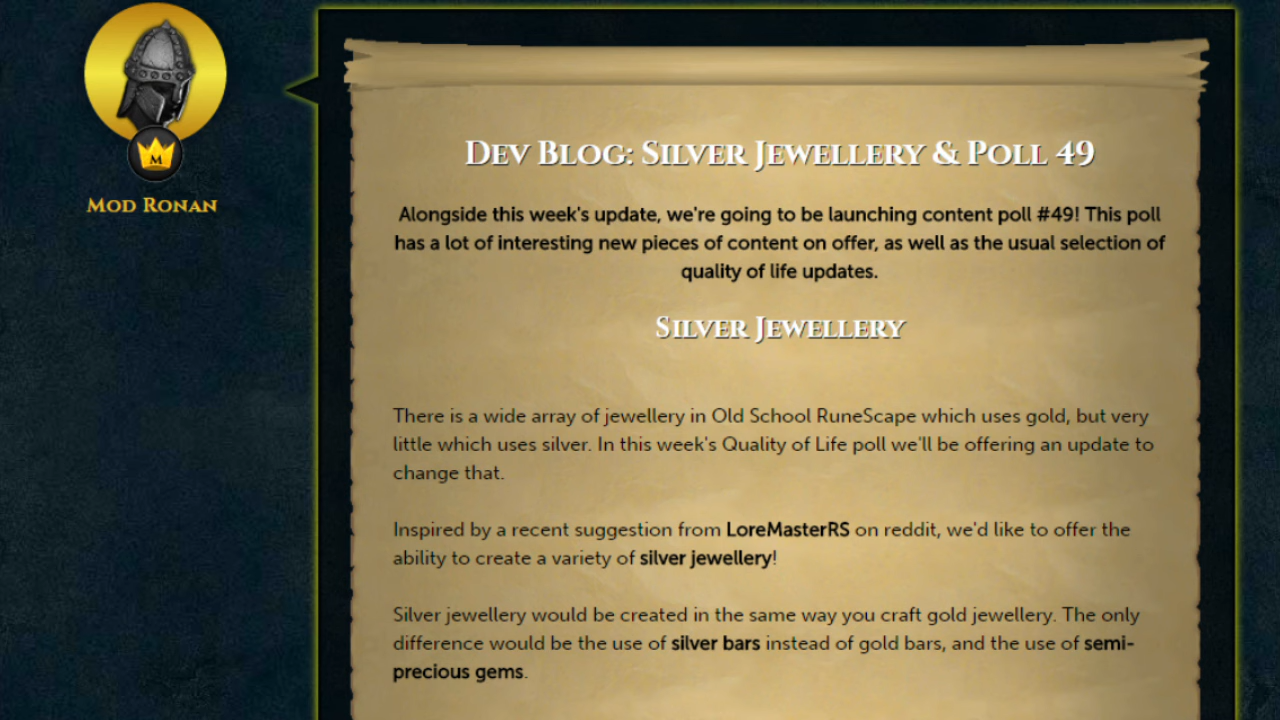 M
Mod Ronan
Dev Blog: Silver Jewellery & Poll 49
Alongside this week's update, we're going to be launching content poll #49! This poll
has a lot of interesting new pieces of content on offer, as well as the usual selection of
quality of life updates.
Silver Jewellery
There is a wide array of jewellery in Old School RuneScape which uses gold, but very
little which uses silver. In this week's Quality of Life poll we'll be offering an update to
change that.
Inspired by a recent suggestion from LoreMasterRS on reddit, we'd like to offer the
ability to create a variety of silver jewellery!
Silver jewellery would be created in the same way you craft gold jewellery. The only
difference would be the use of silver bars instead of gold bars, and the use of semi-
precious gems.